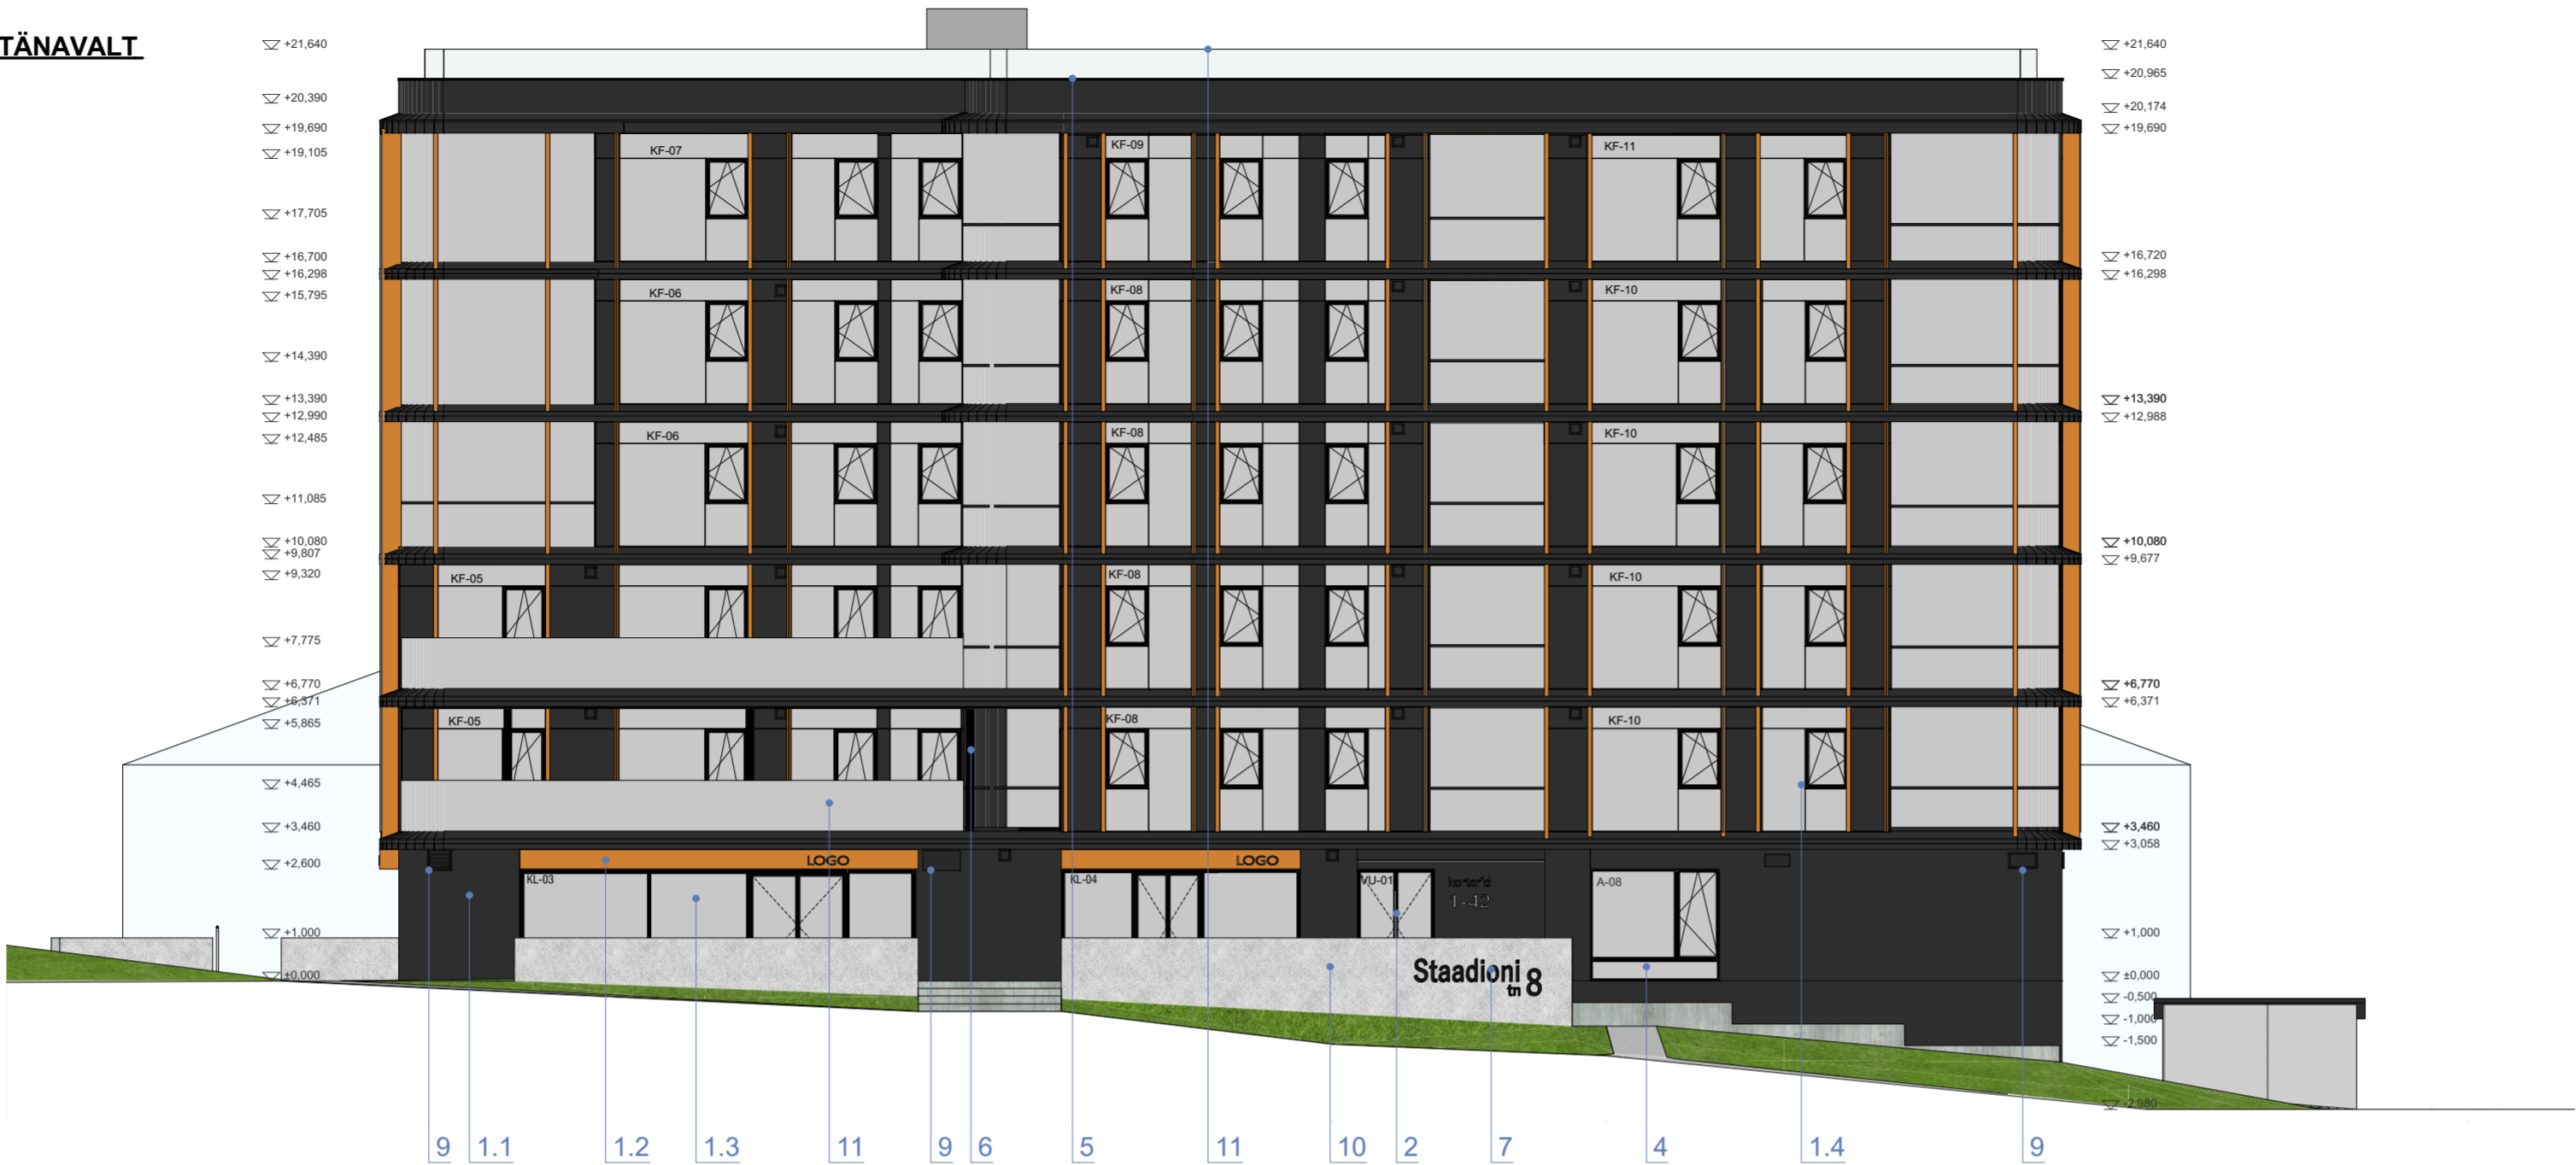 TÄNAVALT
+21,640
+20,390
+19,690
+19,105
+17,705
+16,700
+16,298
+15,795
+14,390
+13,390
+12,990
+12,485
+11,085
+10,080
+9,807
+9,320
+7,775
+6,770
+6,371
+5,865
+4,465
+3,460
+2,600
+1,000
±0,000
KF-07
KF-09
KF-11
KF-06
KF-08
KF-10
KF-06
KF-08
KF-10
KF-05
KF-08
KF-10
KF-05
KF-08
KF-10
LOGO
LOGO
KL-03
KL-04
VU-01
korterid
1-42
A-08
Staadioni
tn 8
+21,640
+20,965
+20,174
+19,690
+16,720
+16,298
+13,390
+12,988
+10,080
+9,677
+6,770
+6,371
+3,460
+3,058
+1,000
±0,000
-0,500
-1,000
-1,500
-2,980
9
1.1
1.2
1.3
11
9
6
5
11
10
2
7
4
1.4
9